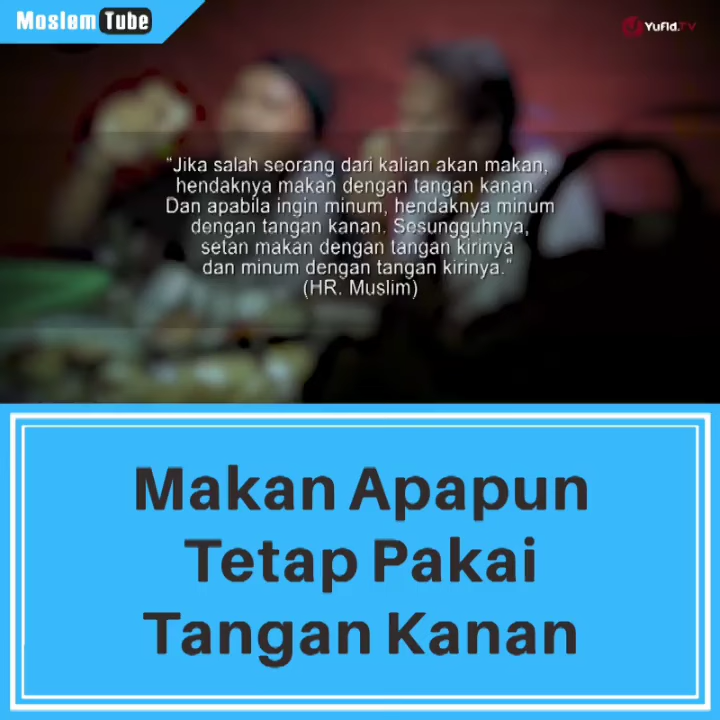 Moslem Tube
YUFID.TV
"Jika salah seorang dari kalian akan makan,
hendaknya makan dengan tangan kanan.
Dan apabila ingin minum, hendaknya minum
dengan tangan kanan. Sesungguhnya,
setan makan dengan tangan kirinya
dan minum dengan tangan kirinya."
(HR. Muslim)
Makan Apapun
Tetap Pakai
Tangan Kanan